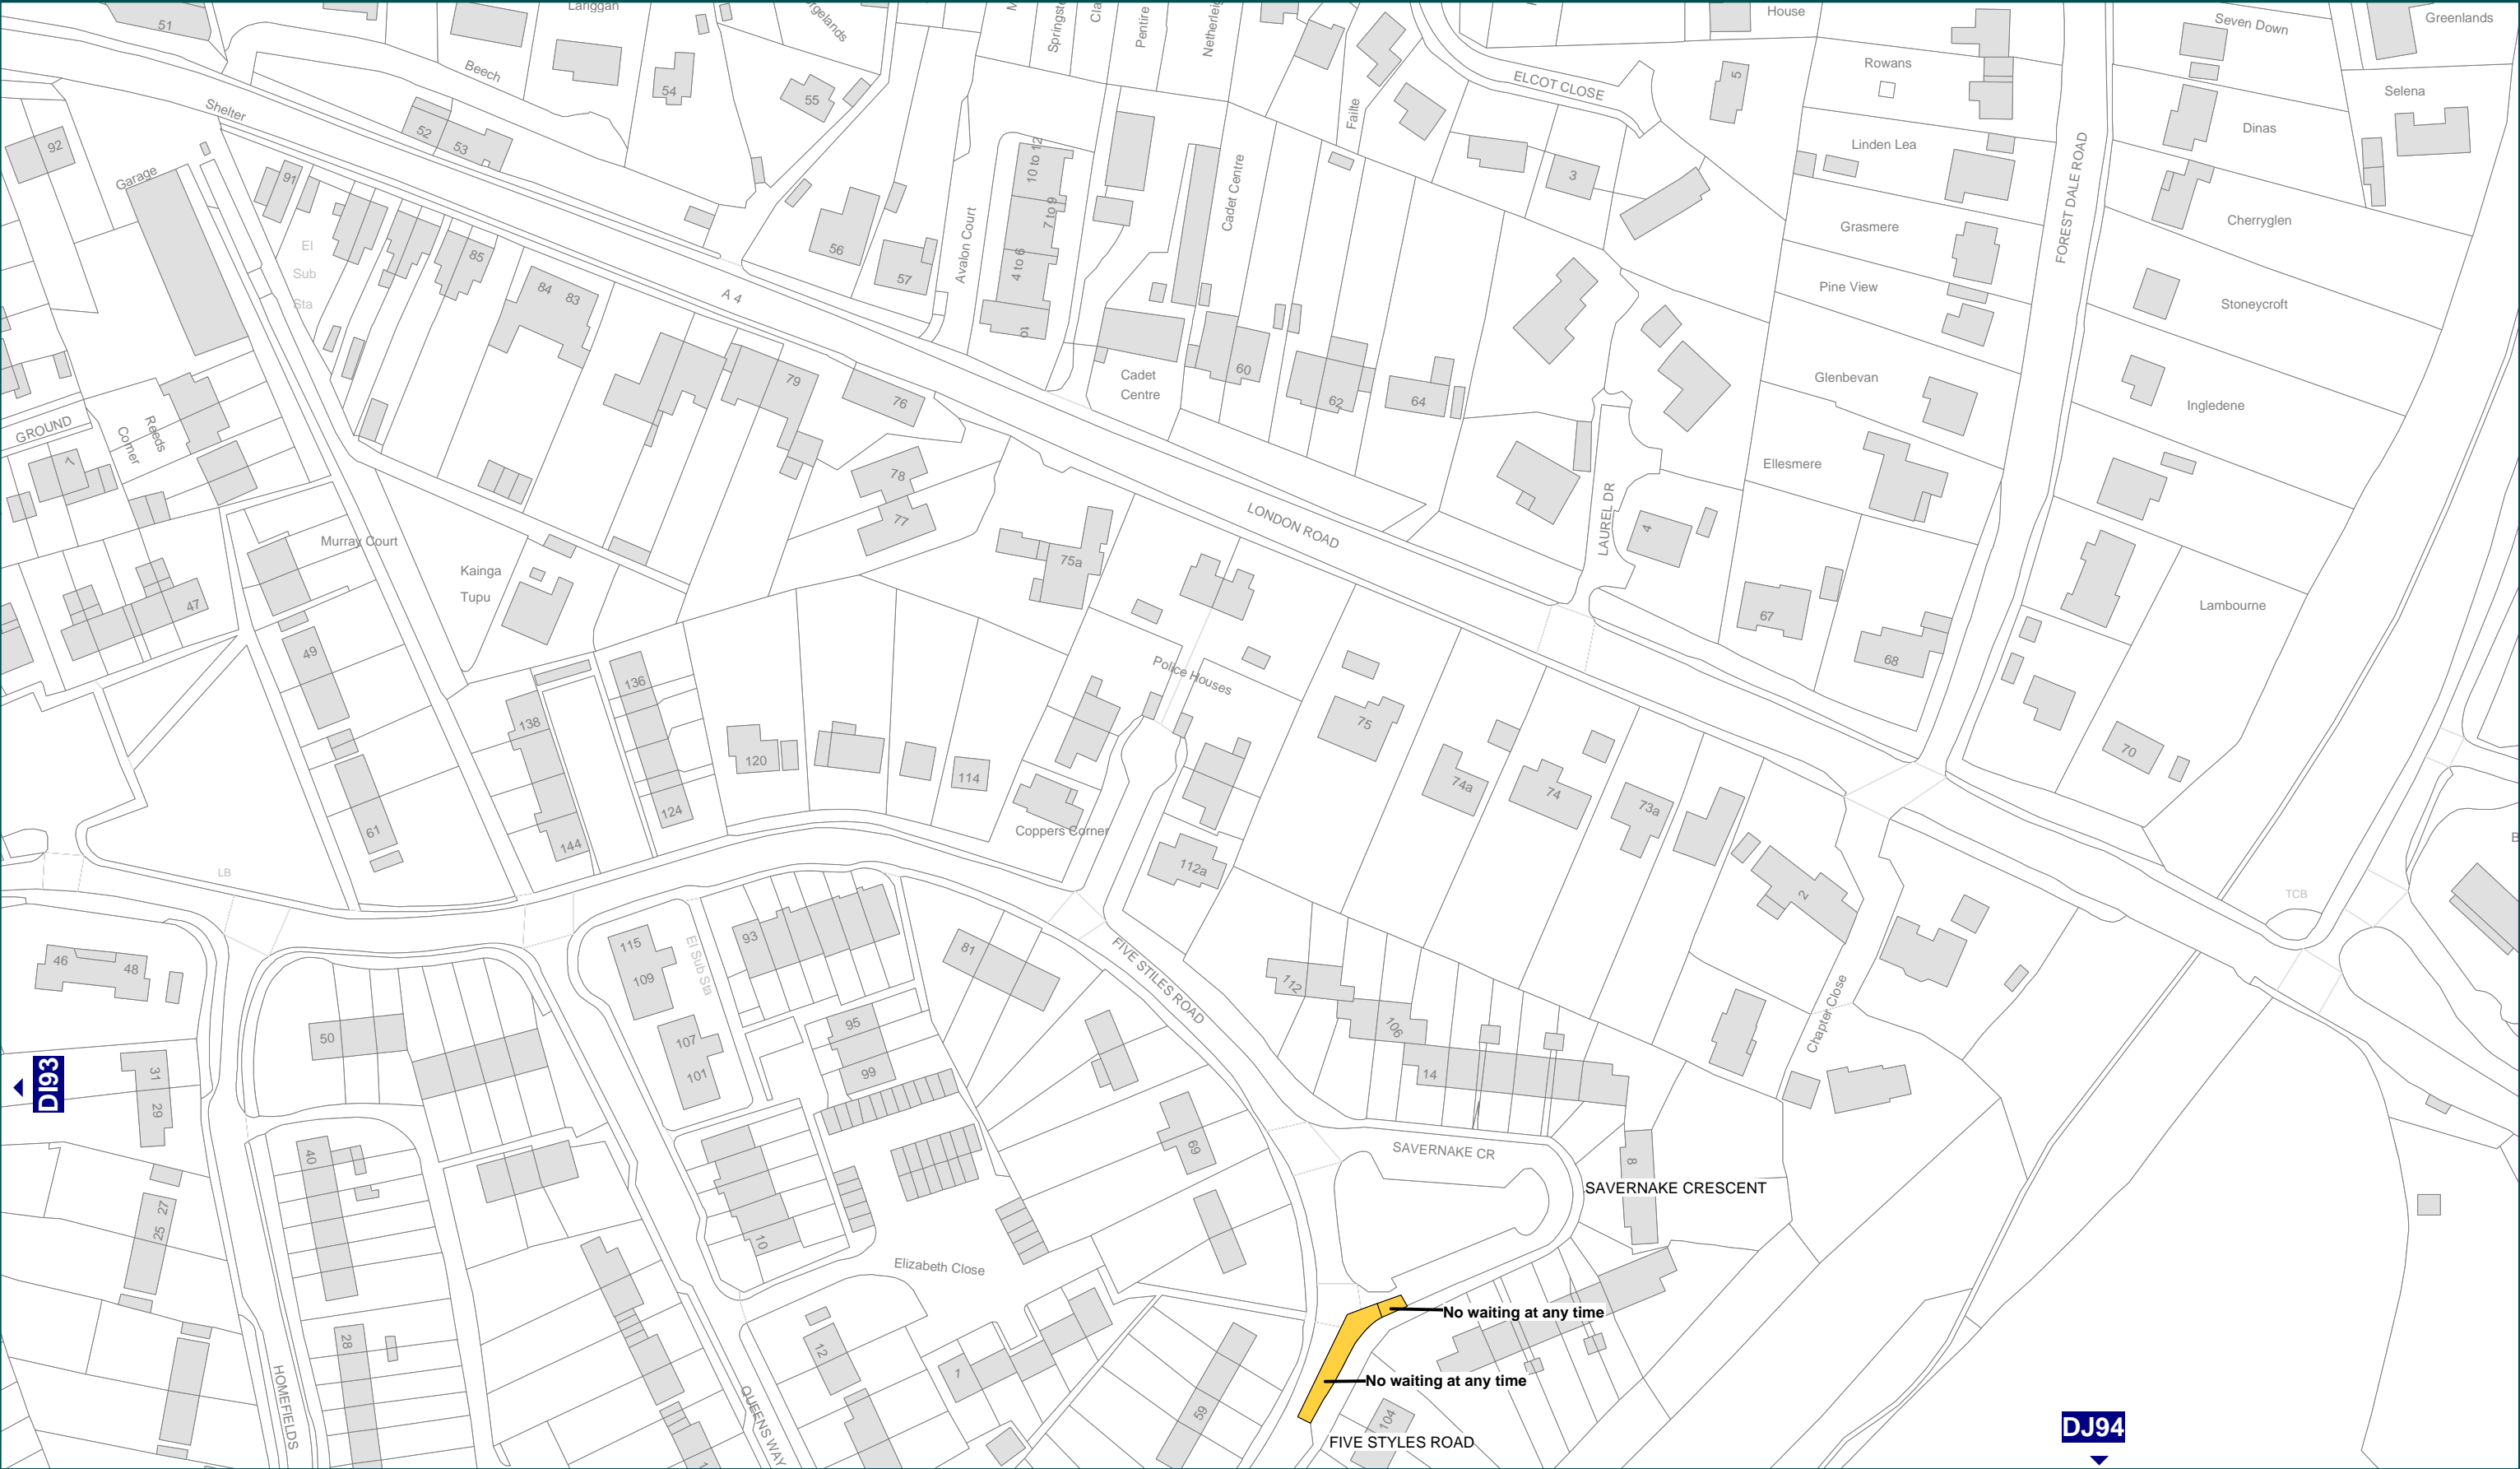 51
Lariggan
Pentire
House
Seven Down
Greenlands
Beech
54
55
ELCOT CLOSE
5
Rowans
Selena
Shelter
52
53
Failte
Linden Lea
Dinas
92
Garage
91
10 to 12
7 to 9
4 to 6
Cadet Centre
3
FOREST DALE ROAD
Grasmere
Cherryglen
El
Sub
Sta
85
84
83
A 4
56
57
Avalon Court
Pine View
Stoneycroft
79
76
Cadet
Centre
60
62
64
Glenbevan
Ingledene
GROUND
Reeds
Corner
7
78
77
LONDON ROAD
LAUREL DR
4
Ellesmere
Murray Court
Kainga
Tupu
75a
47
49
67
68
Lambourne
Police Houses
136
138
120
114
124
144
75
74a
74
73a
70
61
Coppers Corner
112a
2
LB
TCB
46
48
115
109
El Sub Sta
93
81
FIVE STILES ROAD
112
106
14
Chapter Close
50
107
101
95
99
DI93
31
29
69
SAVERNAKE CR
8
SAVERNAKE CRESCENT
40
27
25
10
Elizabeth Close
No waiting at any time
28
12
1
No waiting at any time
HOMEFIELDS
QUEENS WAY
59
104
FIVE STYLES ROAD
DJ94